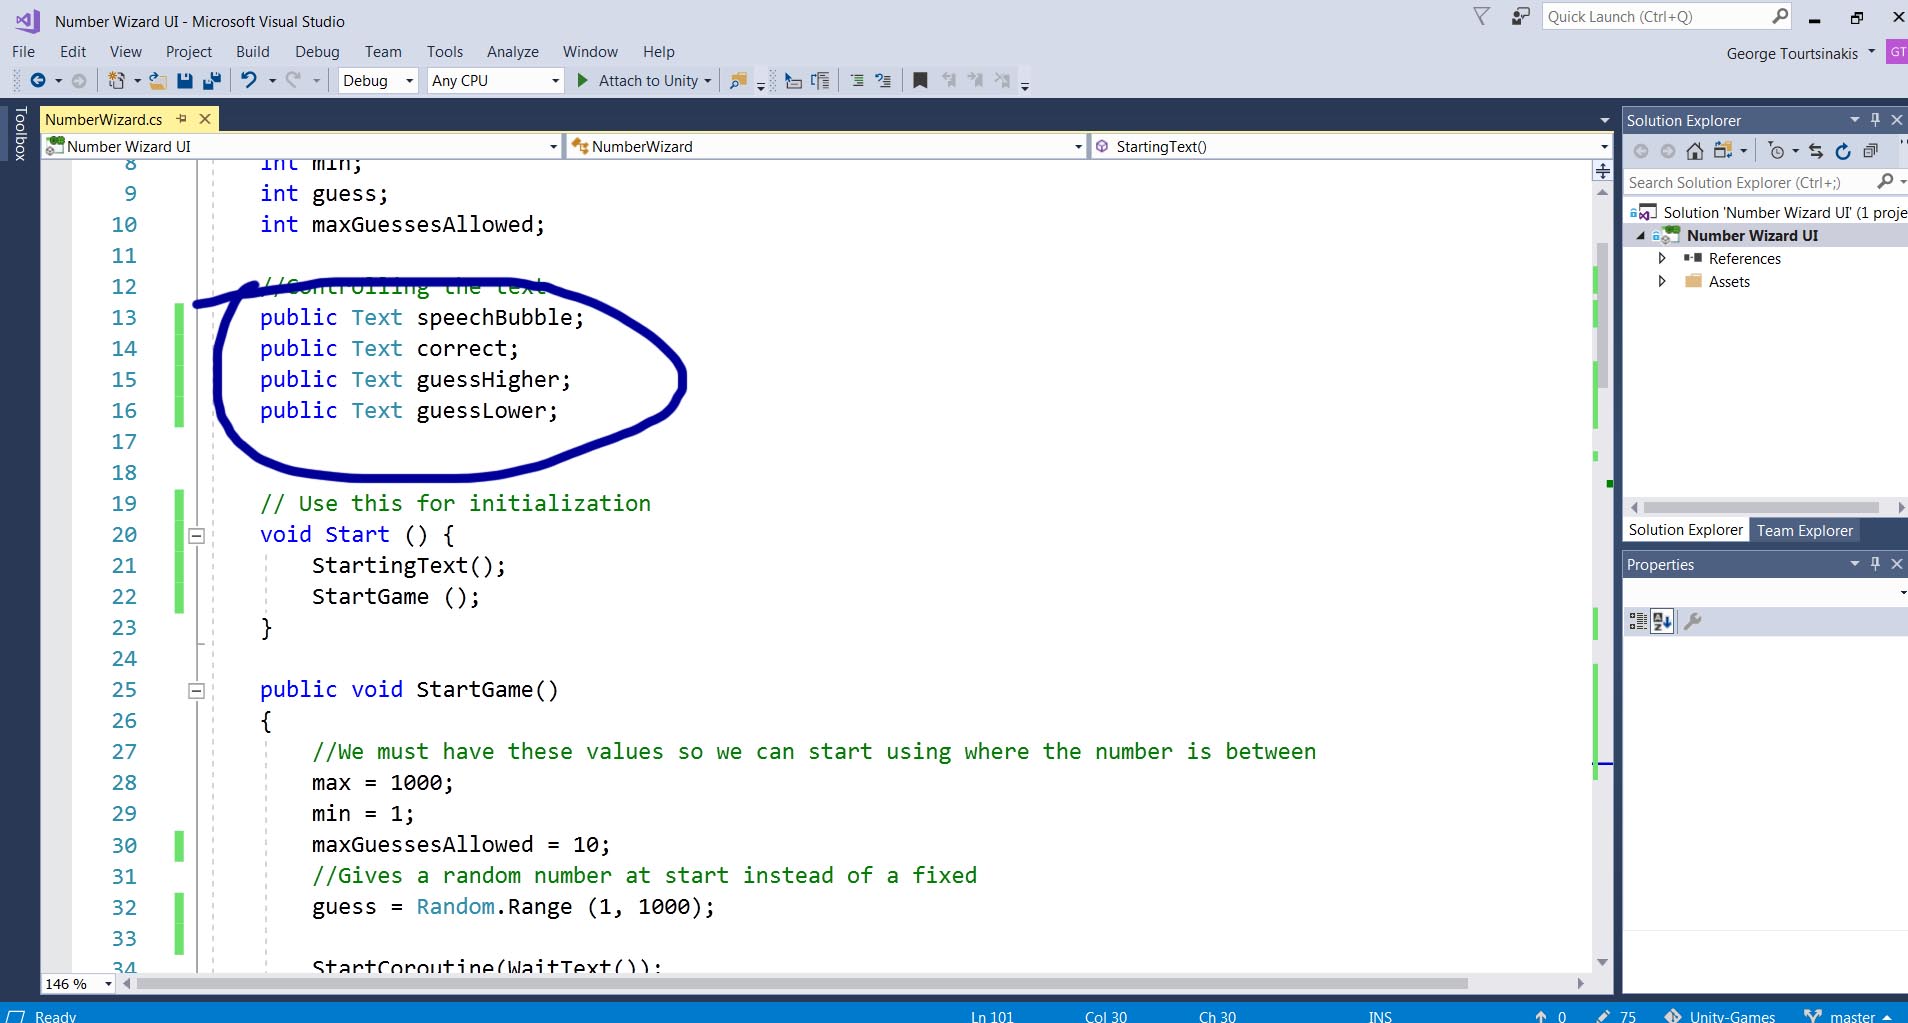 Number Wizard UI - Microsoft Visual Studio
Quick Launch (Ctrl+Q)
File Edit View Project Build Debug Team Tools Analyze Window Help
George Tourtsinakis
GT
Debug Any CPU Attach to Unity
Toolbox
NumberWizard.cs
Number Wizard UI NumberWizard StartingText()
8 int min;
9 int guess;
10 int maxGuessesAllowed;
11
12 //Controlling the text
13 public Text speechBubble;
14 public Text correct;
15 public Text guessHigher;
16 public Text guessLower;
17
18
19 // Use this for initialization
20 void Start () {
21 StartingText();
22 StartGame ();
23 }
24
25 public void StartGame()
26 {
27 //We must have these values so we can start using where the number is between
28 max = 1000;
29 min = 1;
30 maxGuessesAllowed = 10;
31 //Gives a random number at start instead of a fixed
32 guess = Random.Range (1, 1000);
33
34 StartCoroutine(WaitText());
146 %
Solution Explorer
Search Solution Explorer (Ctrl+;)
Solution 'Number Wizard UI' (1 proje
Number Wizard UI
References
Assets
Solution Explorer Team Explorer
Properties
Ready Ln 101 Col 30 Ch 30 INS 0 75 Unity-Games master